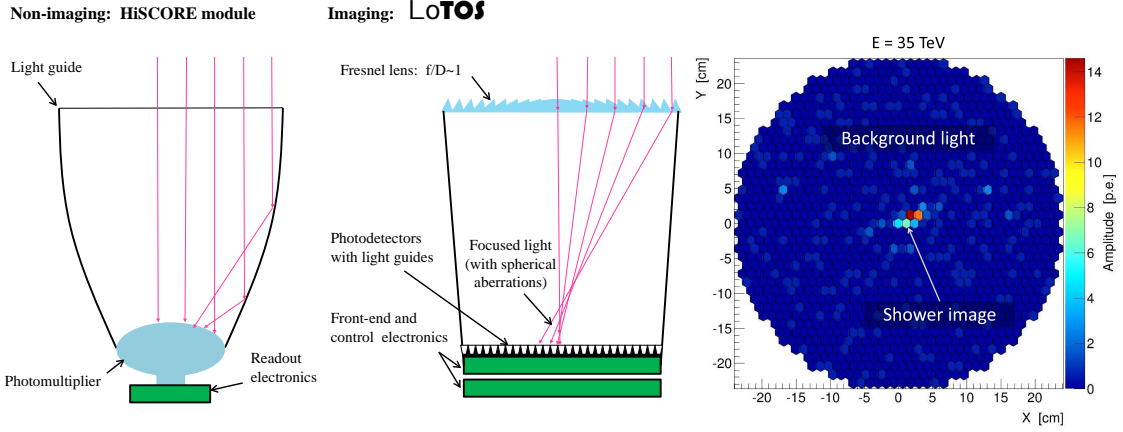 Non-imaging: HiSCORE module
Light guide
Photomultiplier
Readout
electronics
Imaging: LoTOS
Fresnel lens: f/D~1
Photodetectors
with light guides
Focused light
(with spherical
aberrations)
Front-end and
control electronics
E = 35 TeV
Y [cm]
20
15
10
5
0
-5
-10
-15
-20
Background light
Shower image
-20 -15 -10 -5 0 5 10 15 20
X [cm]
14
12
10
8
6
4
2
0
Amplitude [p.e.]